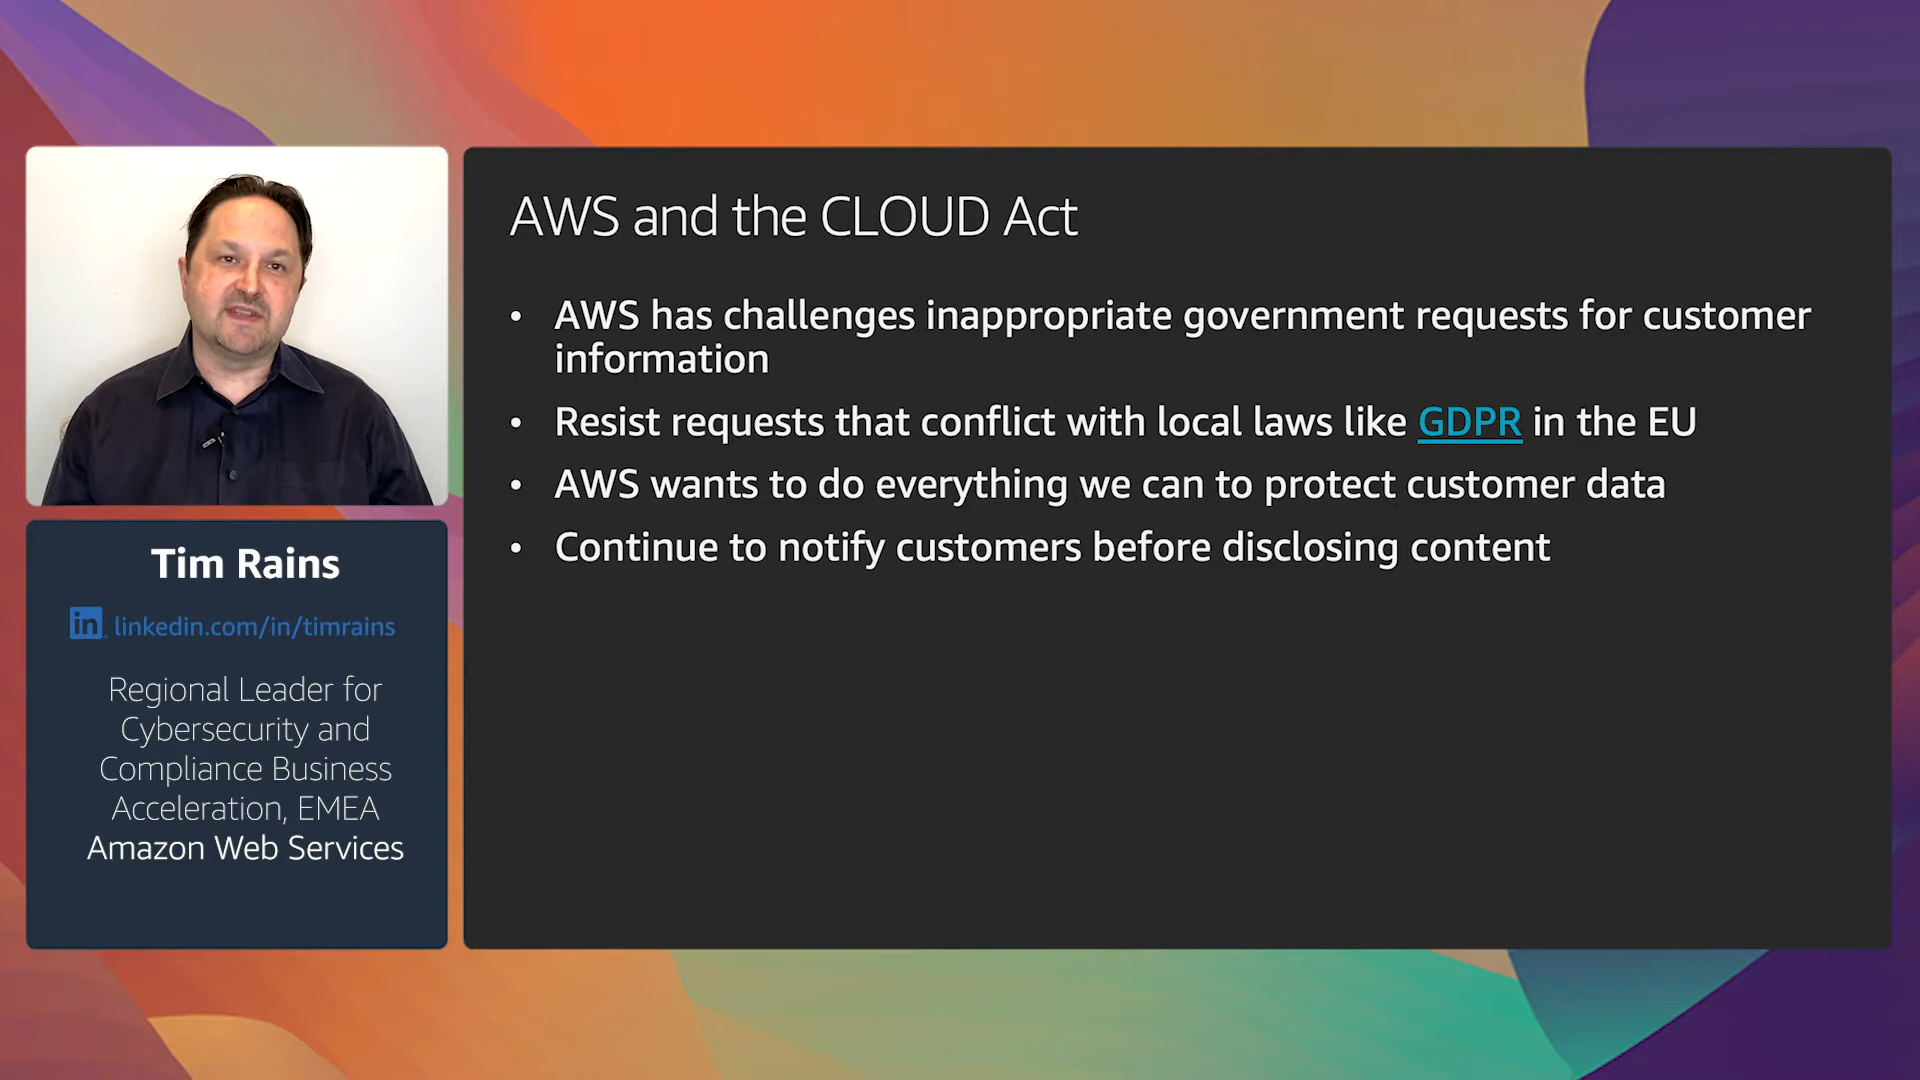 AWS and the CLOUD Act
• AWS has challenges inappropriate government requests for customer
information
• Resist requests that conflict with local laws like GDPR in the EU
• AWS wants to do everything we can to protect customer data
• Continue to notify customers before disclosing content
Tim Rains
in linkedin.com/in/timrains
Regional Leader for
Cybersecurity and
Compliance Business
Acceleration, EMEA
Amazon Web Services